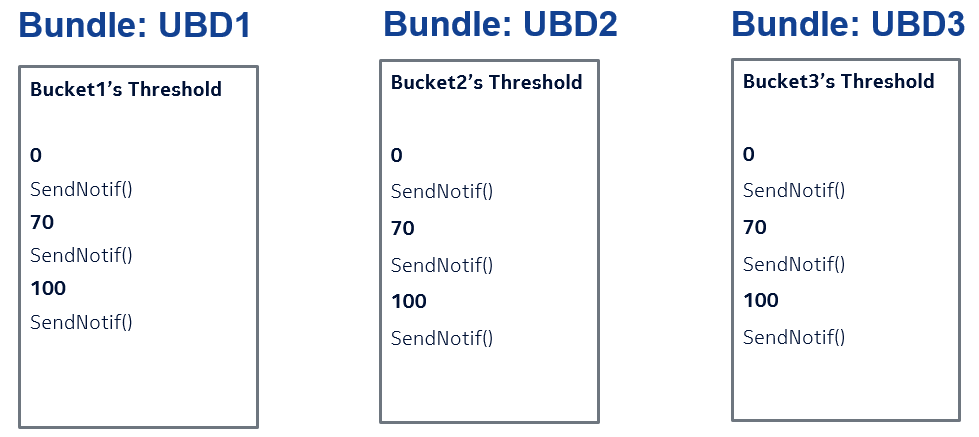 Bundle: UBD1
Bucket1’s Threshold
0
SendNotif()
70
SendNotif()
100
SendNotif()
Bundle: UBD2
Bucket2’s Threshold
0
SendNotif()
70
SendNotif()
100
SendNotif()
Bundle: UBD3
Bucket3’s Threshold
0
SendNotif()
70
SendNotif()
100
SendNotif()